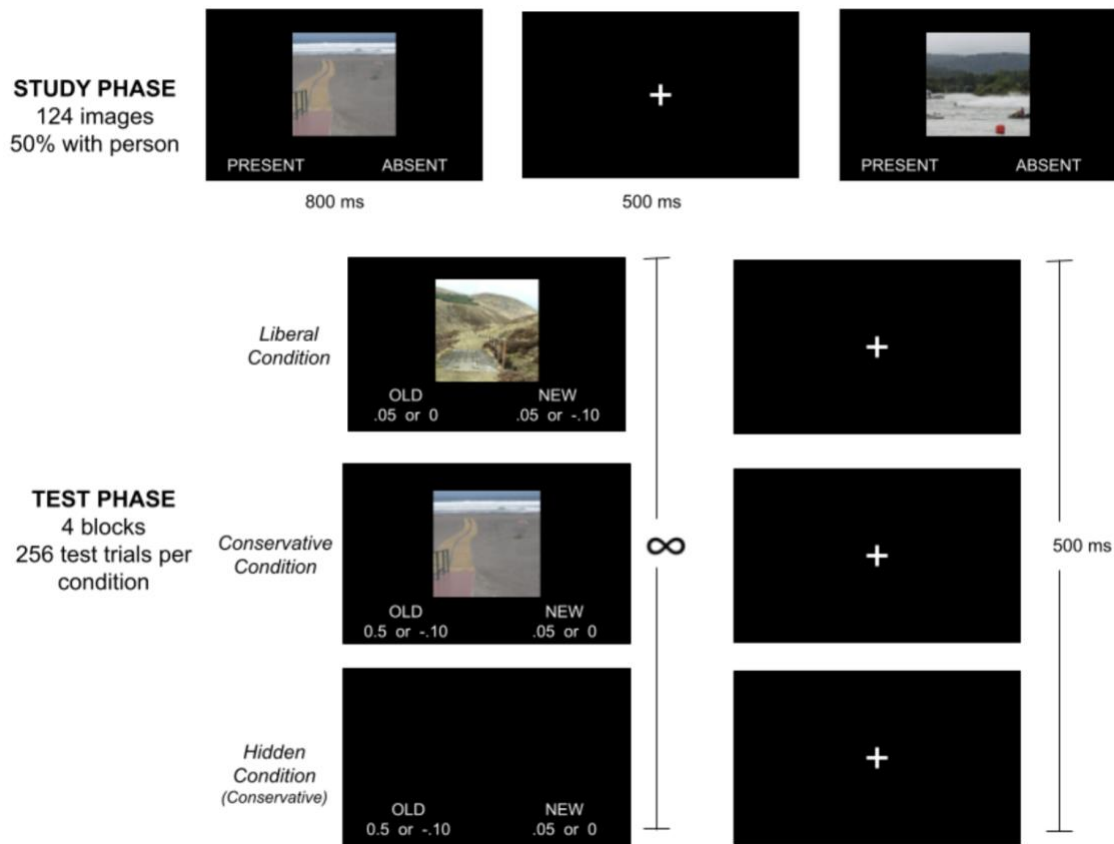 STUDY PHASE
124 images
50% with person
PRESENT ABSENT
800 ms
+
500 ms
PRESENT ABSENT
TEST PHASE
4 blocks
256 test trials per
condition
Liberal
Condition
OLD NEW
.05 or 0 .05 or -.10
+
Conservative
Condition
OLD NEW
0.5 or -.10 .05 or 0
∞
+
500 ms
Hidden
Condition
(Conservative)
OLD NEW
0.5 or -.10 .05 or 0
+